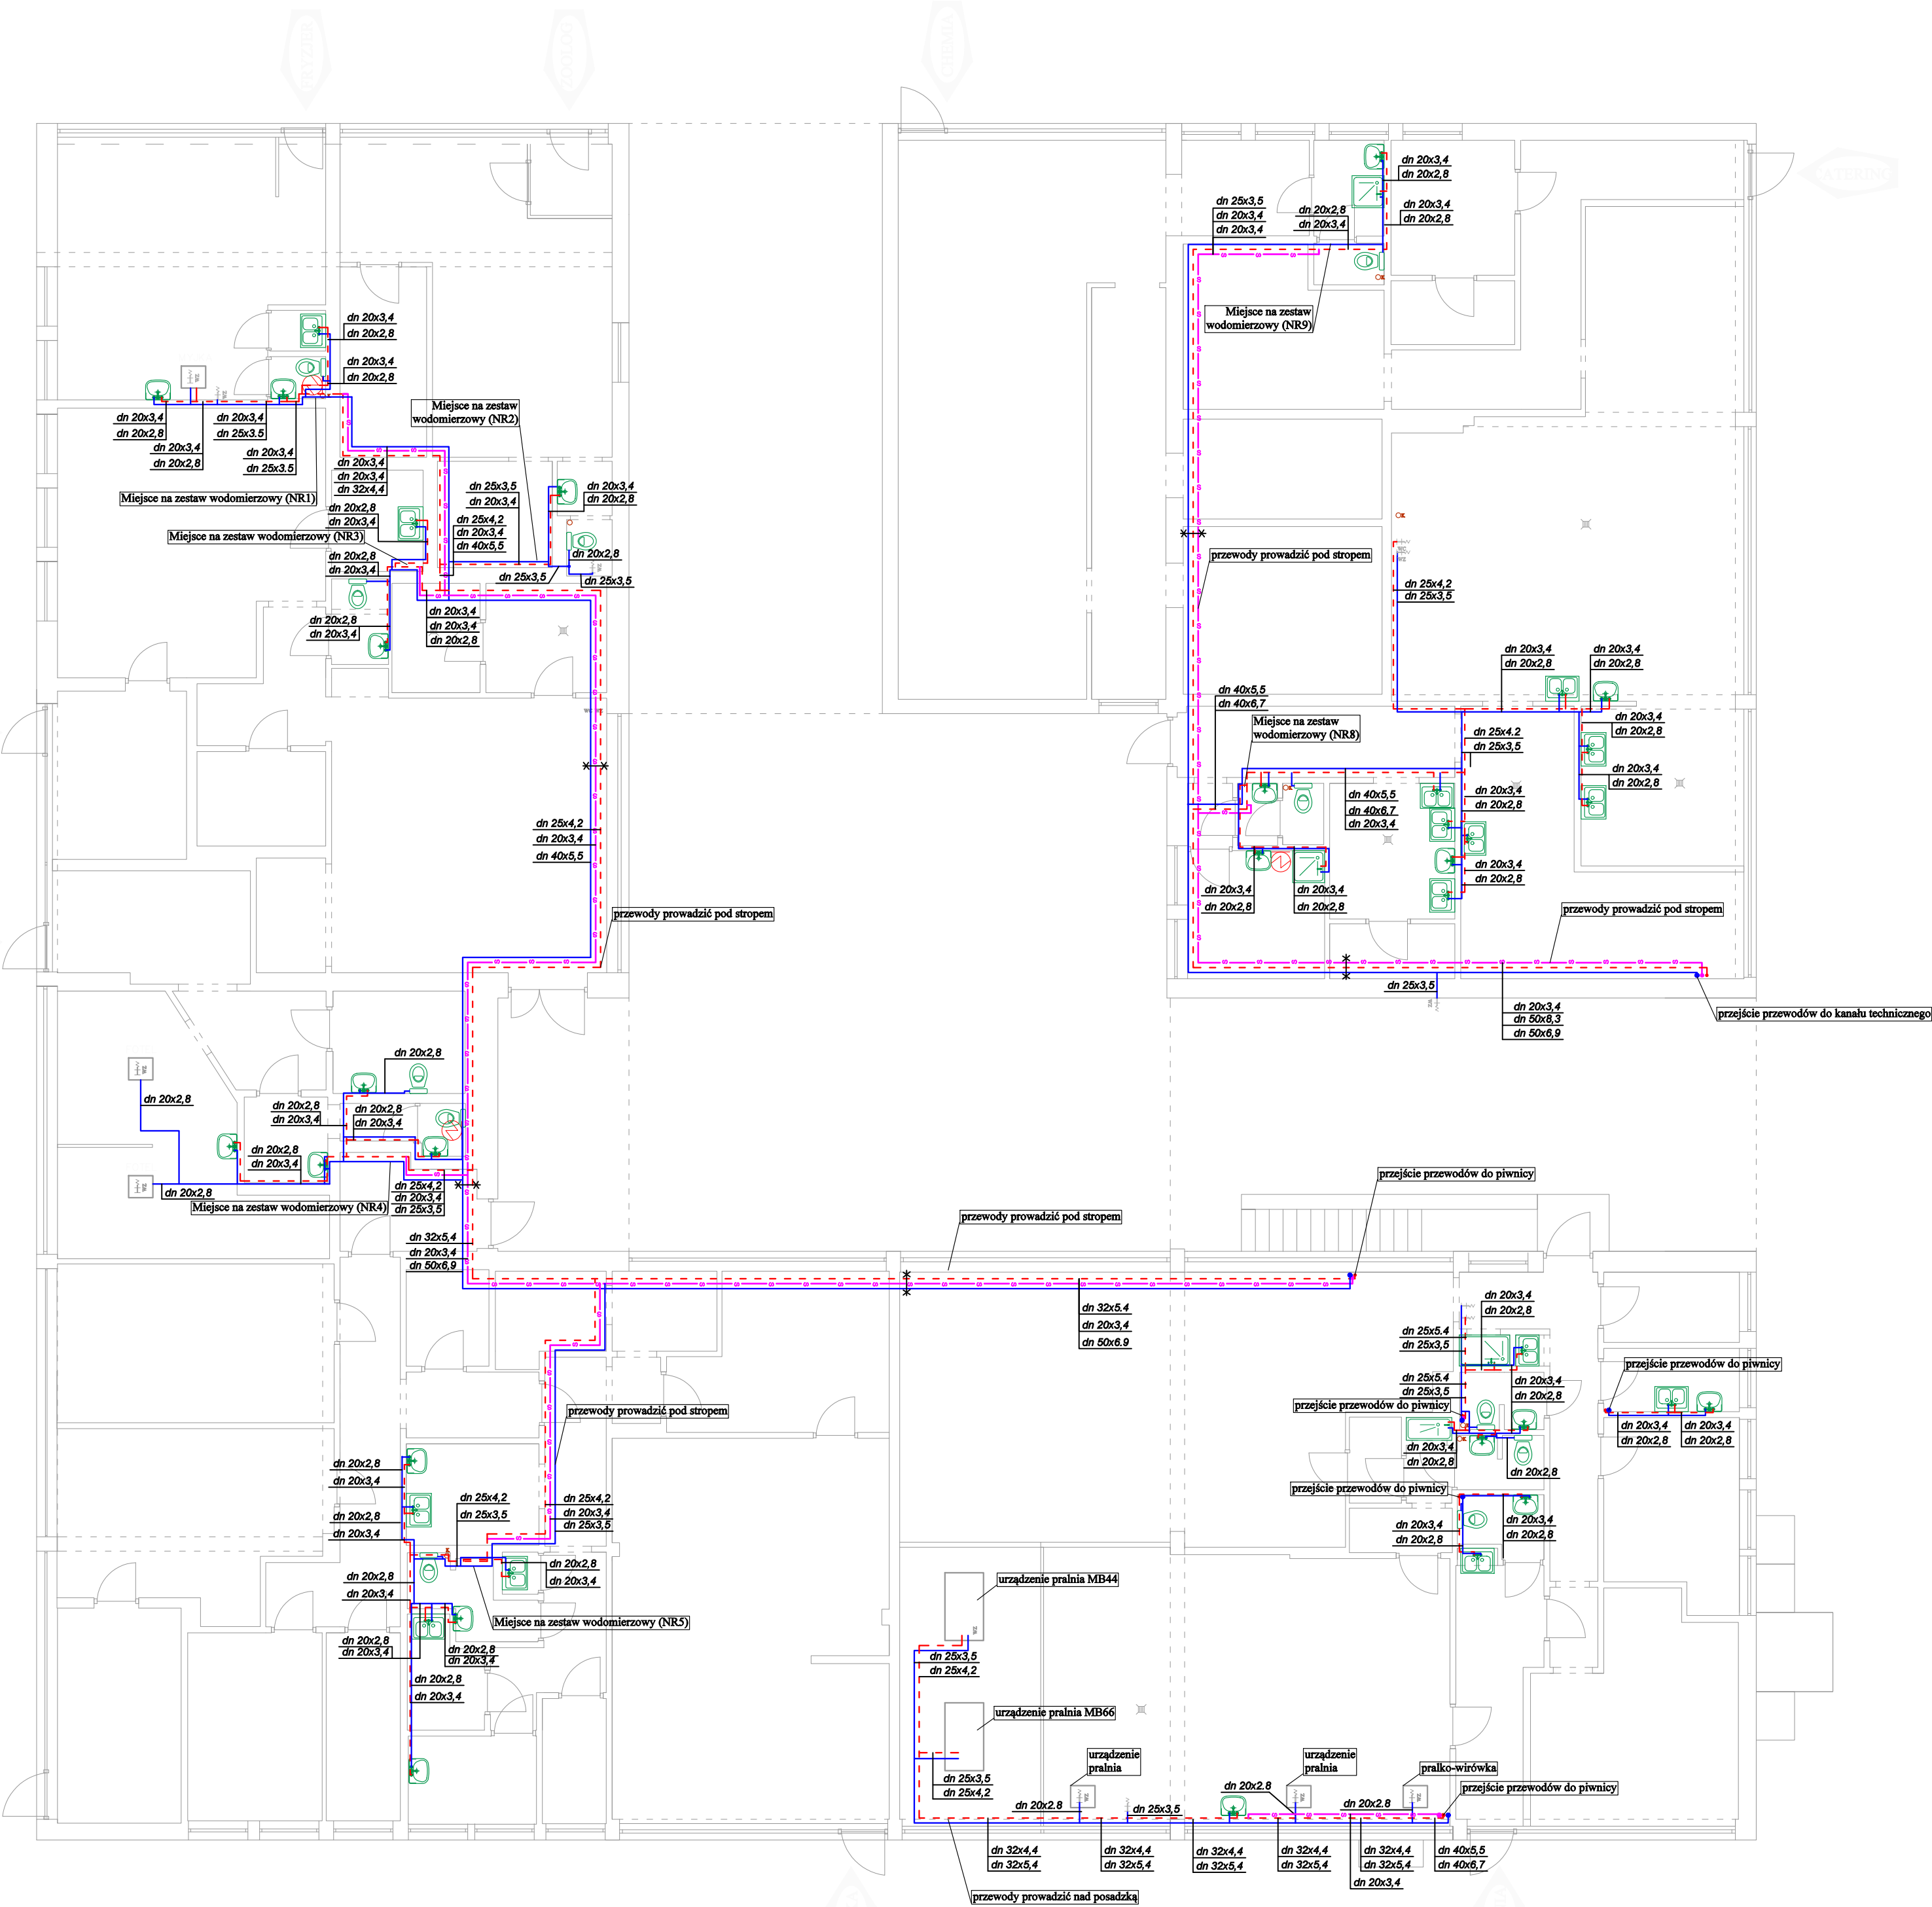 CHEMIA
CATERING
dn 20x3,4
dn 20x2,8
dn 25x3,5
dn 20x3,4
dn 20x3,4
dn 20x2,8
dn 20x3,4
dn 20x3,4
dn 20x2,8
Miejsce na zestaw
wodomierzowy (NR9)
dn 20x3,4
dn 20x2,8
dn 20x3,4
dn 20x2,8
dn 20x3,4
dn 20x2,8
dn 20x3,4
dn 25x3.5
dn 20x3,4
dn 20x2,8
dn 20x3,4
dn 25x3.5
Miejsce na zestaw wodomierzowy (NR1)
Miejsce na zestaw
wodomierzowy (NR2)
dn 20x3,4
dn 20x3,4
dn 32x4,4
dn 25x3,5
dn 20x3,4
dn 20x3,4
dn 20x2,8
dn 20x2,8
dn 20x3,4
Miejsce na zestaw wodomierzowy (NR3)
dn 25x4,2
dn 20x3,4
dn 40x5,5
dn 20x2,8
dn 20x3,4
dn 20x2,8
dn 25x3,5
dn 25x3,5
dn 20x2,8
dn 20x3,4
dn 20x3,4
dn 20x3,4
dn 20x2,8
przewody prowadzić pod stropem
dn 25x4,2
dn 25x3,5
dn 20x3,4
dn 20x2,8
dn 20x3,4
dn 20x2,8
dn 40x5,5
dn 40x6,7
Miejsce na zestaw
wodomierzowy (NR8)
dn 25x4.2
dn 25x3,5
dn 20x3,4
dn 20x2,8
dn 20x3,4
dn 20x2,8
dn 40x5,5
dn 40x6,7
dn 20x3,4
dn 20x3,4
dn 20x2,8
dn 25x4,2
dn 20x3,4
dn 40x5,5
dn 20x3,4
dn 20x2,8
dn 20x3,4
dn 20x2,8
dn 20x3,4
dn 20x2,8
przewody prowadzić pod stropem
przewody prowadzić pod stropem
dn 25x3,5
dn 20x3,4
dn 50x8,3
dn 50x6,9
przejście przewodów do kanału technicznego
dn 20x2,8
dn 20x2,8
dn 20x2,8
dn 20x3,4
dn 20x2,8
dn 20x3,4
dn 20x2,8
dn 20x3,4
dn 20x2,8
dn 25x4,2
dn 20x3,4
dn 25x3,5
Miejsce na zestaw wodomierzowy (NR4)
przejście przewodów do piwnicy
przewody prowadzić pod stropem
dn 32x5,4
dn 20x3,4
dn 50x6,9
dn 32x5.4
dn 20x3,4
dn 50x6.9
dn 20x3,4
dn 20x2,8
dn 25x5.4
dn 25x3,5
dn 25x5.4
dn 25x3,5
dn 20x3,4
dn 20x2,8
przejście przewodów do piwnicy
przejście przewodów do piwnicy
dn 20x3,4
dn 20x2,8
dn 20x3,4
dn 20x2,8
dn 20x3,4
dn 20x2,8
dn 20x2,8
przewody prowadzić pod stropem
dn 20x2,8
dn 20x3,4
dn 20x2,8
dn 20x3,4
dn 25x4,2
dn 25x3,5
dn 25x4,2
dn 20x3,4
dn 25x3,5
przejście przewodów do piwnicy
dn 20x3,4
dn 20x2,8
dn 20x3,4
dn 20x2,8
dn 20x2,8
dn 20x3,4
dn 20x2,8
dn 20x3,4
Miejsce na zestaw wodomierzowy (NR5)
dn 20x2,8
dn 20x3,4
dn 20x2,8
dn 20x3,4
dn 20x2,8
dn 20x3,4
urządzenie pralnia MB44
dn 25x3,5
dn 25x4,2
urządzenie pralnia MB66
dn 25x3,5
dn 25x4,2
urządzenie
pralnia
urządzenie
pralnia
pralko-wirówka
przejście przewodów do piwnicy
dn 20x2.8
dn 25x3,5
dn 20x2.8
dn 20x2.8
dn 32x4,4
dn 32x5,4
dn 32x4,4
dn 32x5,4
dn 32x4,4
dn 32x5,4
dn 32x4,4
dn 32x5,4
dn 32x4,4
dn 32x5,4
dn 40x5,5
dn 40x6,7
dn 20x3,4
przewody prowadzić nad posadzką